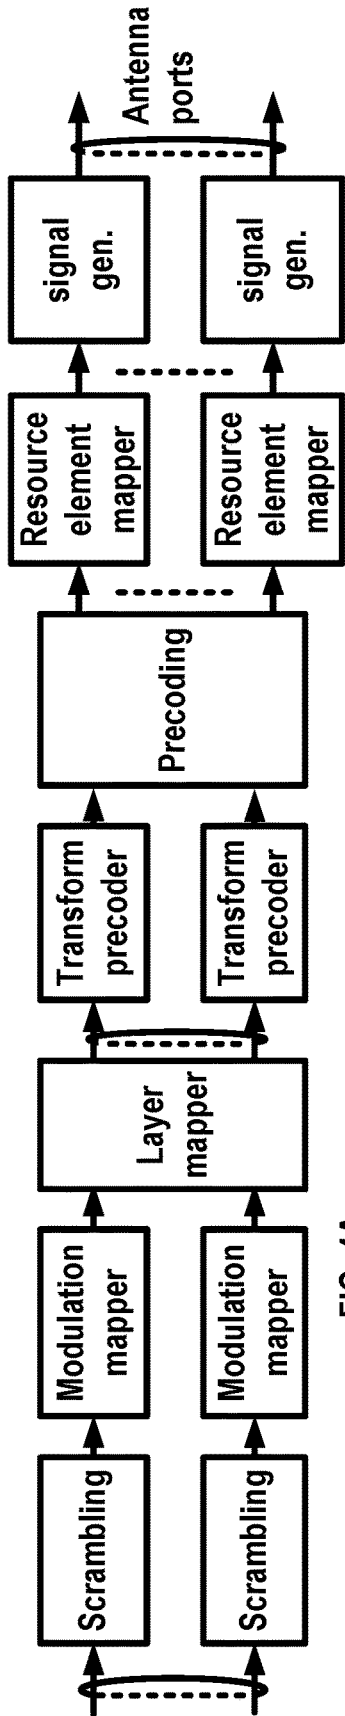 Scrambling
Scrambling
Modulation
mapper
Modulation
mapper
Layer
mapper
Transform
precoder
Transform
precoder
Precoding
Resource
element
mapper
Resource
element
mapper
signal
gen.
signal
gen.
Antenna
ports